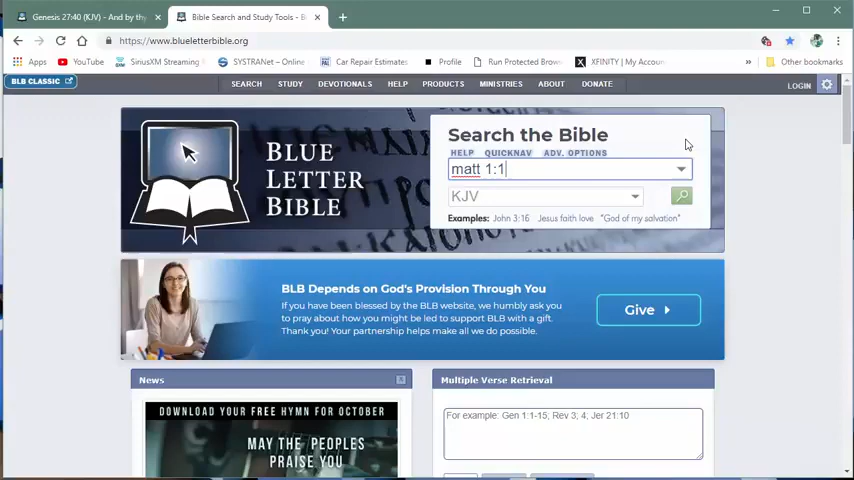 Genesis 27:40 (KJV) - And by thy
Bible Search and Study Tools - B
https://www.blueletterbible.org
Apps
YouTube
SiriusXM Streaming
SYSTRANet – Online
Car Repair Estimates
Profile
Run Protected Brows
XFINITY | My Accou
»
Other bookmarks
BLB CLASSIC
SEARCH STUDY DEVOTIONALS HELP PRODUCTS MINISTRIES ABOUT DONATE
LOGIN
BLUE
LETTER
BIBLE
Search the Bible
HELP QUICKNAV ADV. OPTIONS
matt 1:1
KJV
Examples: John 3:16 Jesus faith love "God of my salvation"
BLB Depends on God's Provision Through You
If you have been blessed by the BLB website, we humbly ask you
to pray about how you might be led to support BLB with a gift.
Thank you! Your partnership helps make all we do possible.
Give
News
DOWNLOAD YOUR FREE HYMN FOR OCTOBER
MAY THE PEOPLES
PRAISE YOU
Multiple Verse Retrieval
For example: Gen 1:1-15; Rev 3; 4; Jer 21:10